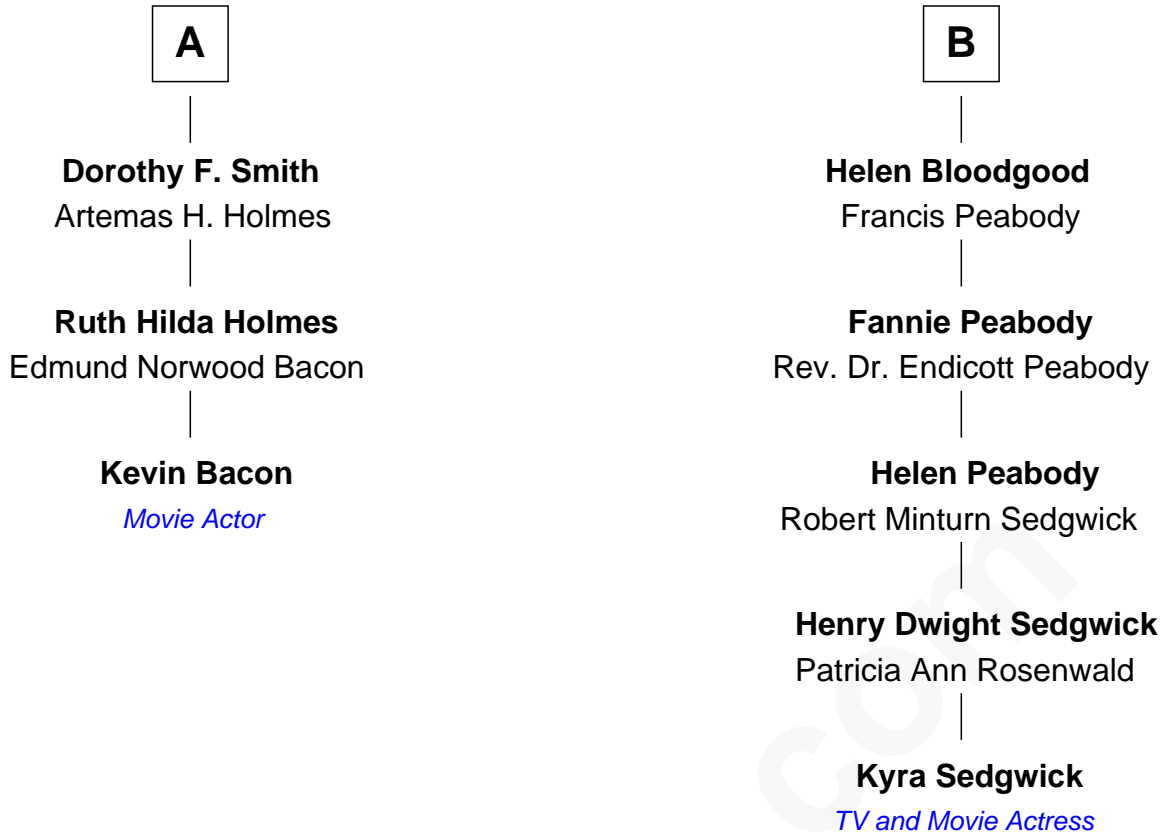 A
Dorothy F. Smith
Artemas H. Holmes
Ruth Hilda Holmes
Edmund Norwood Bacon
Kevin Bacon
Movie Actor
B
Helen Bloodgood
Francis Peabody
Fannie Peabody
Rev. Dr. Endicott Peabody
Helen Peabody
Robert Minturn Sedgwick
Henry Dwight Sedgwick
Patricia Ann Rosenwald
Kyra Sedgwick
TV and Movie Actress
com